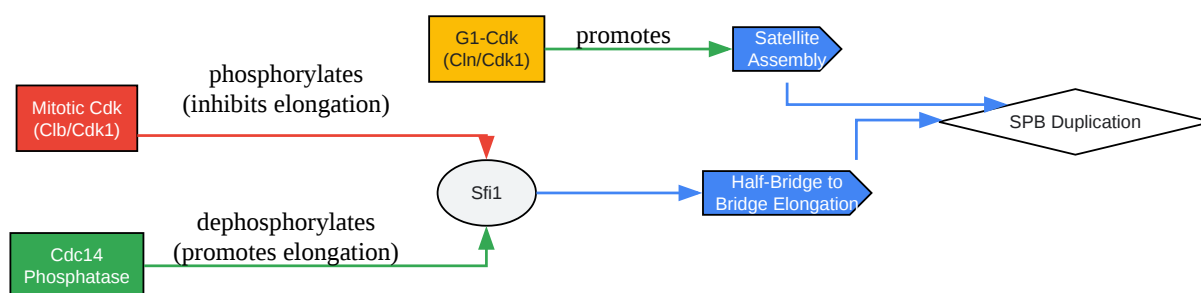 G1-Cdk
(Cln/Cdk1)
promotes
Satellite
Assembly
phosphorylates
(inhibits elongation)
Mitotic Cdk
(Clb/Cdk1)
SPB Duplication
Sfi1
Half-Bridge to
Bridge Elongation
dephosphorylates
(promotes elongation)
Cdc14
Phosphatase